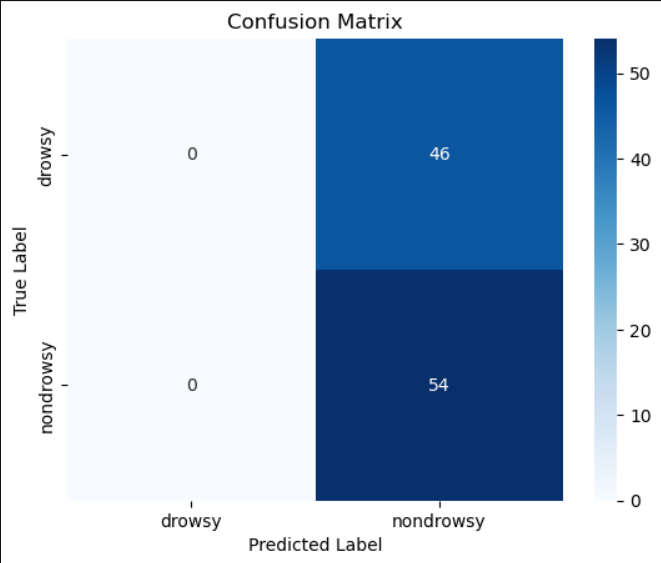 Confusion Matrix
True Label
drowsy
0
46
nondrowsy
0
54
drowsy
nondrowsy
Predicted Label
50
40
30
20
10
0